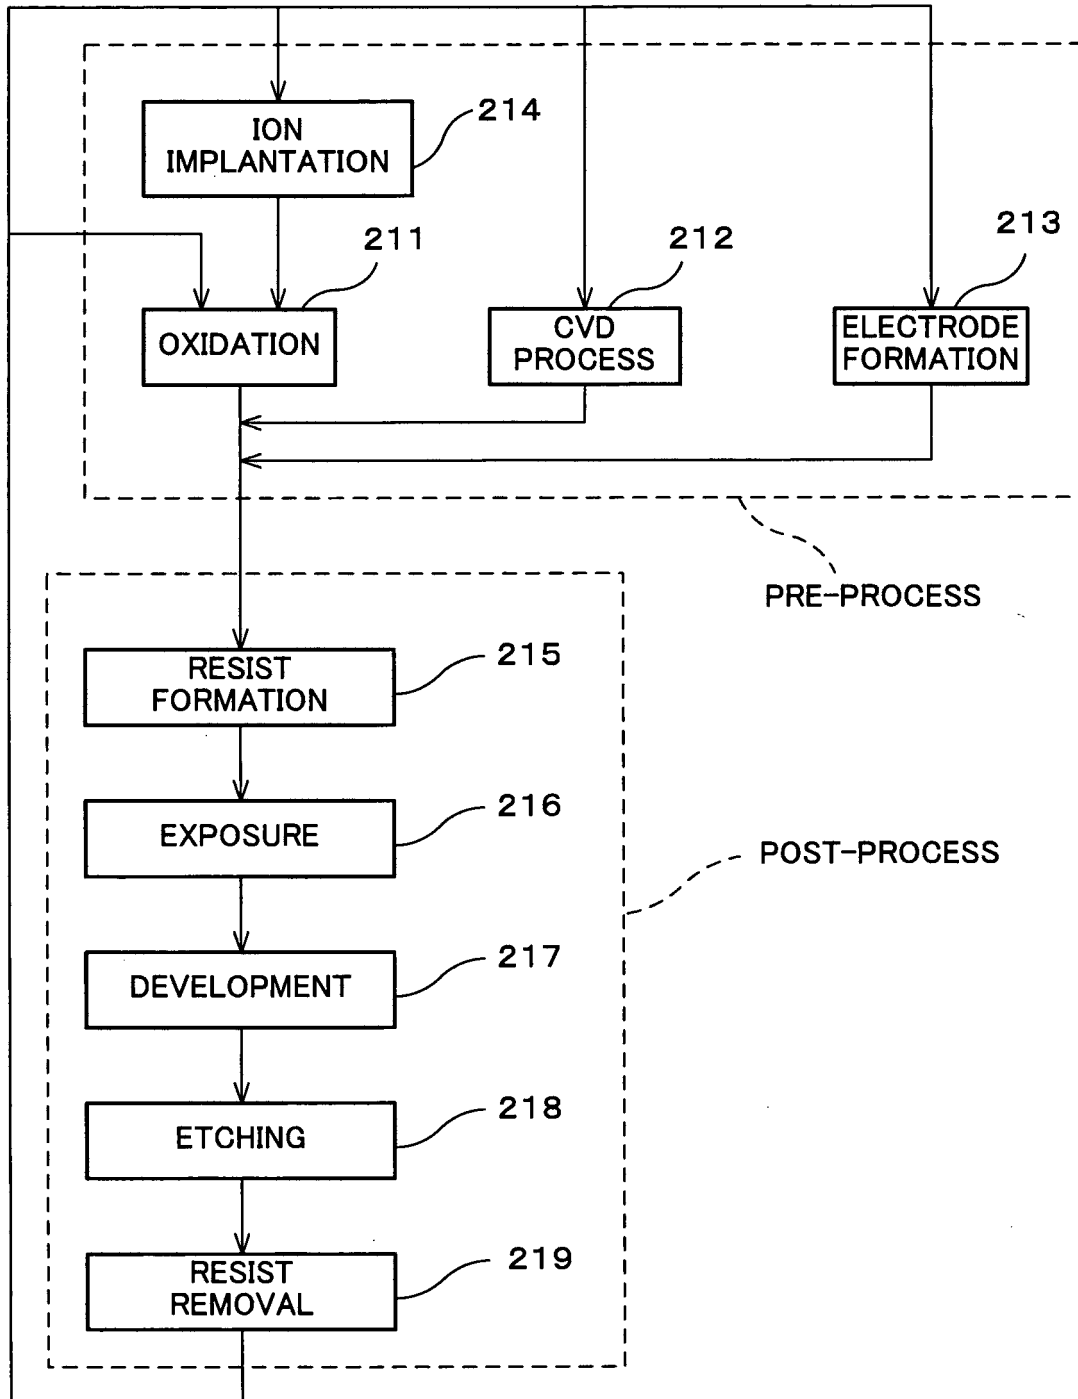 ION
IMPLANTATION
214
211
212
213
OXIDATION
CVD
PROCESS
ELECTRODE
FORMATION
PRE-PROCESS
RESIST
FORMATION
215
EXPOSURE
216
POST-PROCESS
DEVELOPMENT
217
ETCHING
218
RESIST
REMOVAL
219